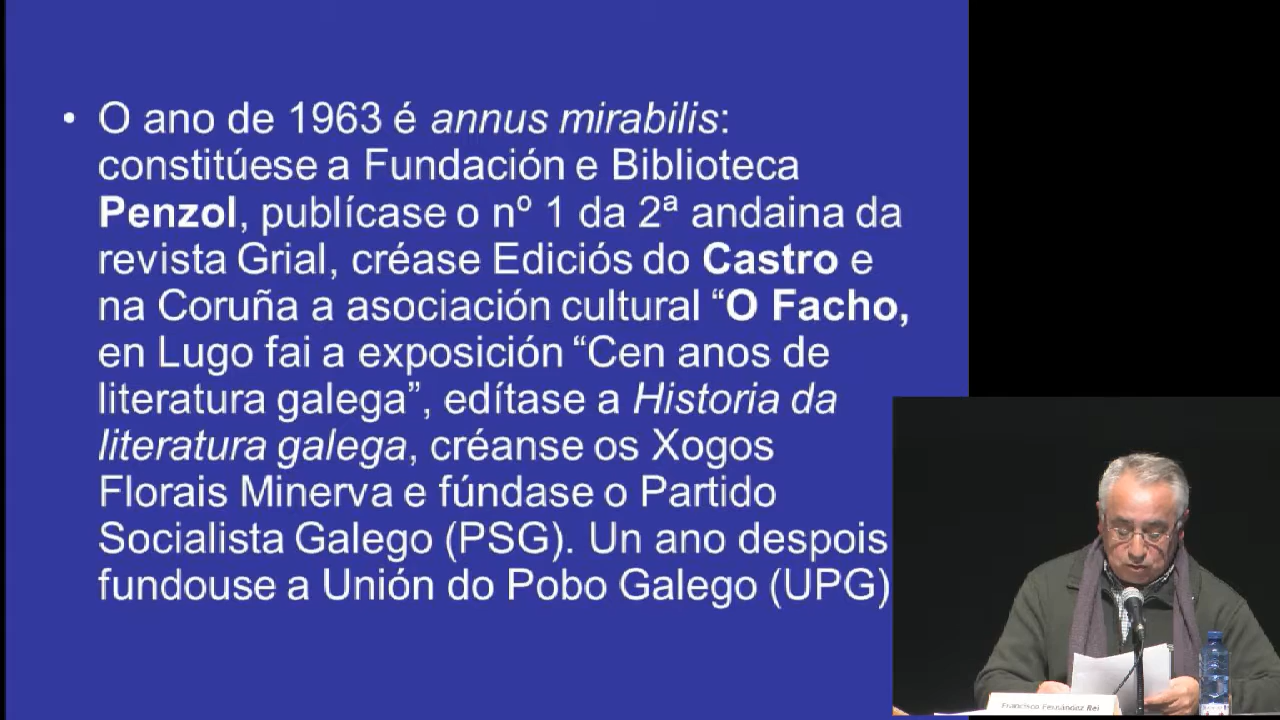 • O ano de 1963 é annus mirabilis:
constitúese a Fundación e Biblioteca
Penzol, publícase o nº 1 da 2ª andaina da
revista Grial, créase Ediciós do Castro e
na Coruña a asociación cultural “O Facho,
en Lugo fai a exposición “Cen anos de
literatura galega”, edítase a Historia da
literatura galega, créanse os Xogos
Florais Minerva e fúndase o Partido
Socialista Galego (PSG). Un ano despois
fundouse a Unión do Pobo Galego (UPG)
Francisco Fernández Rei